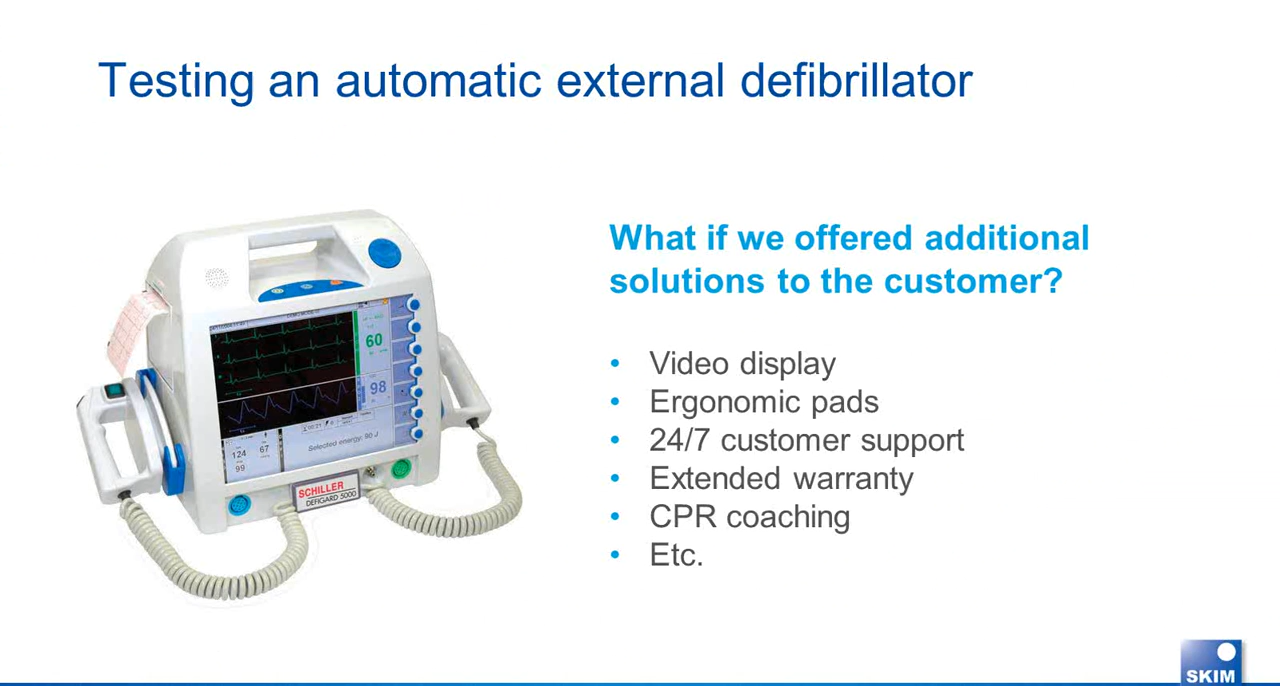 Testing an automatic external defibrillator
What if we offered additional
solutions to the customer?
• Video display
• Ergonomic pads
• 24/7 customer support
• Extended warranty
• CPR coaching
• Etc.
60
98
124
67
99
Selected energy: 90 J
SCHILLER
DEFIGARD 5000
SKIM